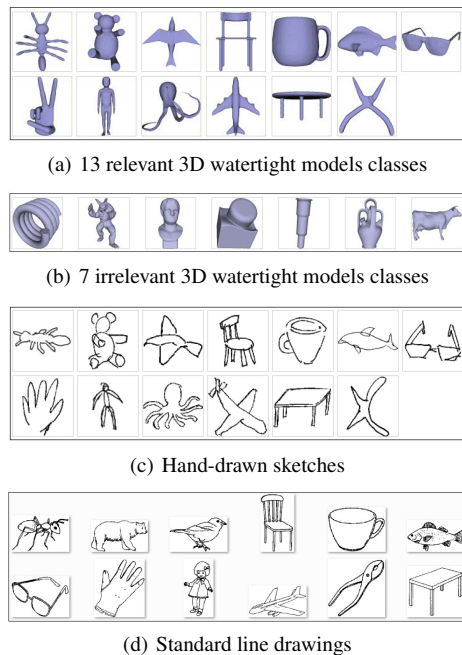 (a) 13 relevant 3D watertight models classes
(b) 7 irrelevant 3D watertight models classes
(c) Hand-drawn sketches
(d) Standard line drawings